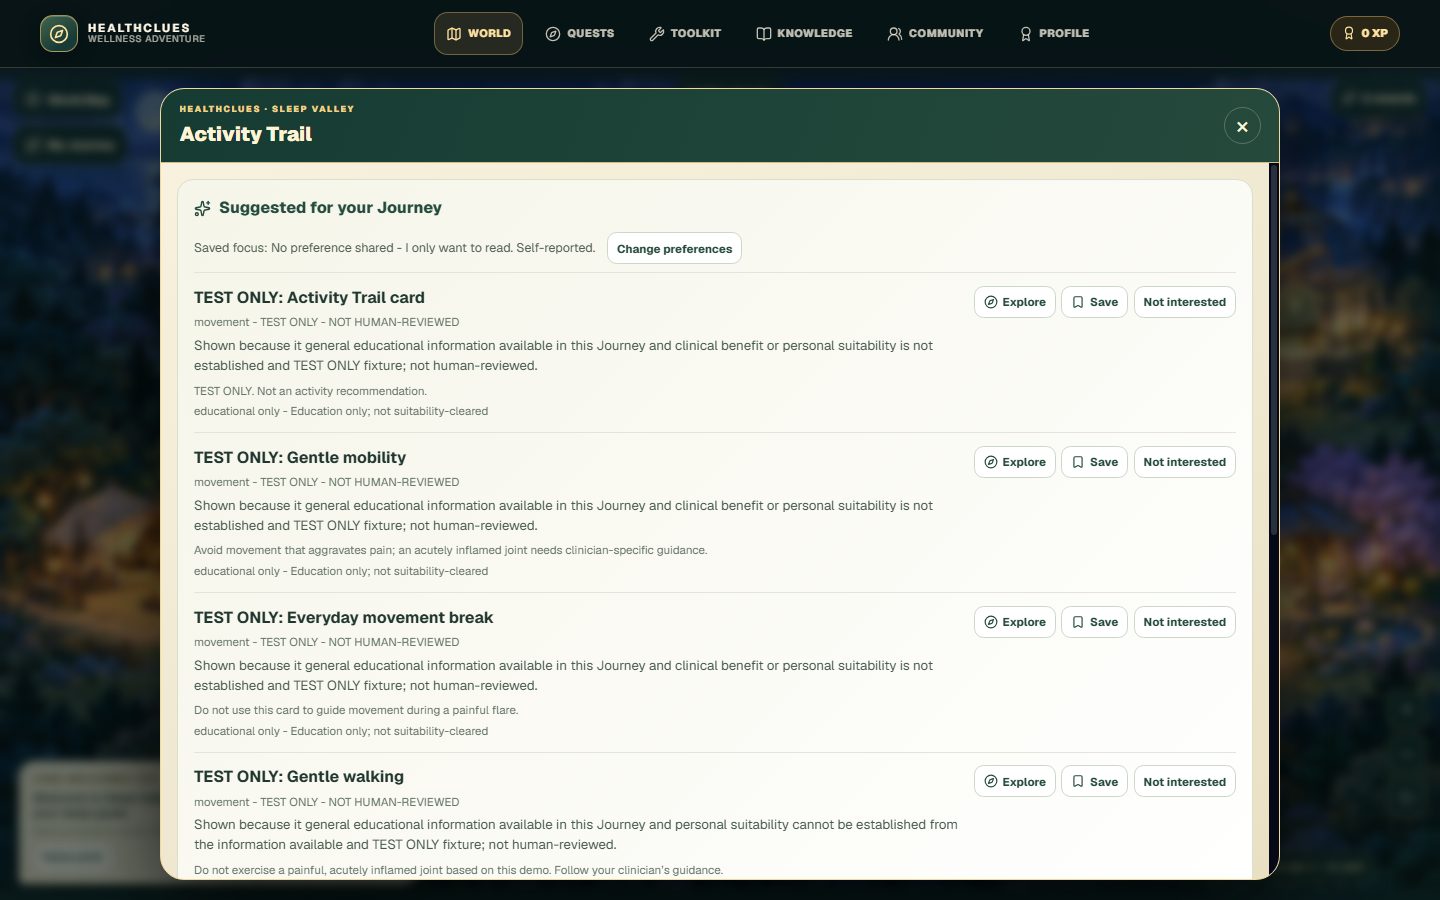 HEALTHCLUES
WELLNESS ADVENTURE
WORLD
QUESTS
TOOLKIT
KNOWLEDGE
COMMUNITY
PROFILE
0 XP
HEALTHCLUES · SLEEP VALLEY
Activity Trail
Suggested for your Journey
Saved focus: No preference shared - I only want to read. Self-reported.
Change preferences
TEST ONLY: Activity Trail card
Explore
Save
Not interested
movement - TEST ONLY - NOT HUMAN-REVIEWED
Shown because it general educational information available in this Journey and clinical benefit or personal suitability is not
established and TEST ONLY fixture; not human-reviewed.
TEST ONLY. Not an activity recommendation.
educational only - Education only; not suitability-cleared
TEST ONLY: Gentle mobility
Explore
Save
Not interested
movement - TEST ONLY - NOT HUMAN-REVIEWED
Shown because it general educational information available in this Journey and clinical benefit or personal suitability is not
established and TEST ONLY fixture; not human-reviewed.
Avoid movement that aggravates pain; an acutely inflamed joint needs clinician-specific guidance.
educational only - Education only; not suitability-cleared
TEST ONLY: Everyday movement break
Explore
Save
Not interested
movement - TEST ONLY - NOT HUMAN-REVIEWED
Shown because it general educational information available in this Journey and clinical benefit or personal suitability is not
established and TEST ONLY fixture; not human-reviewed.
Do not use this card to guide movement during a painful flare.
educational only - Education only; not suitability-cleared
TEST ONLY: Gentle walking
Explore
Save
Not interested
movement - TEST ONLY - NOT HUMAN-REVIEWED
Shown because it general educational information available in this Journey and personal suitability cannot be established from
the information available and TEST ONLY fixture; not human-reviewed.
Do not exercise a painful, acutely inflamed joint based on this demo. Follow your clinician's guidance.